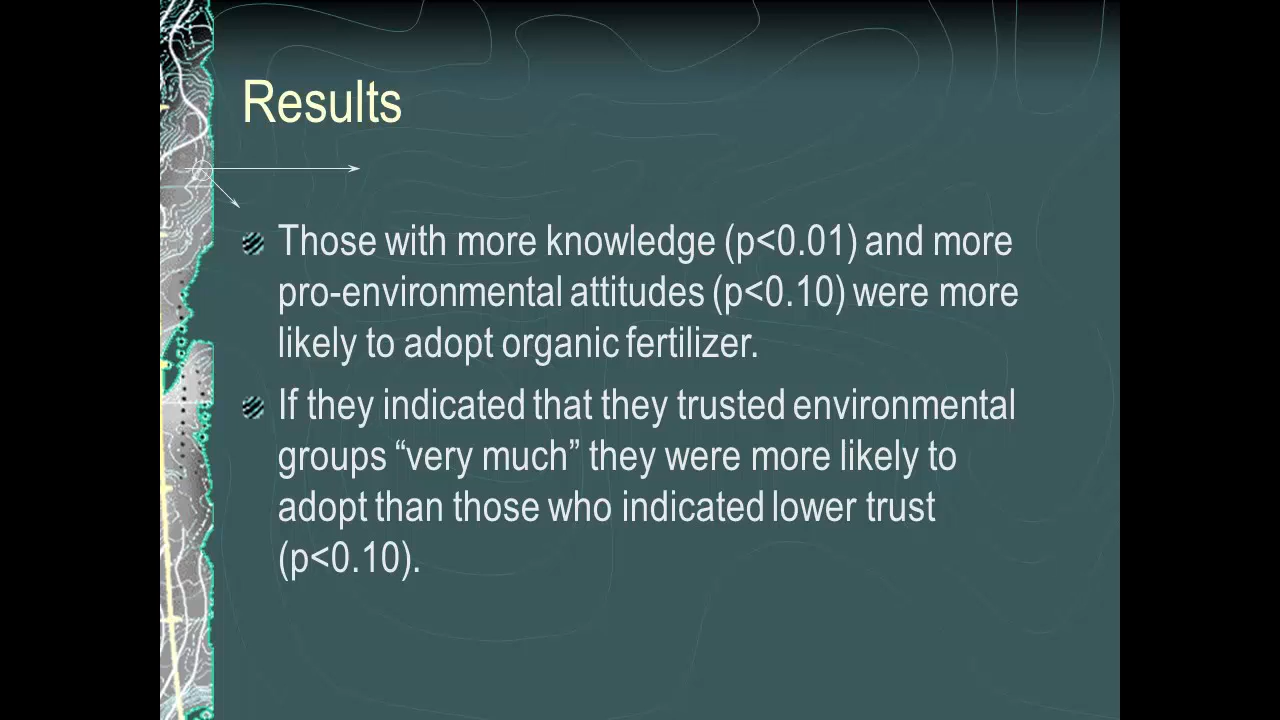 Results
Those with more knowledge (p<0.01) and more
pro-environmental attitudes (p<0.10) were more
likely to adopt organic fertilizer.
If they indicated that they trusted environmental
groups “very much” they were more likely to
adopt than those who indicated lower trust
(p<0.10).